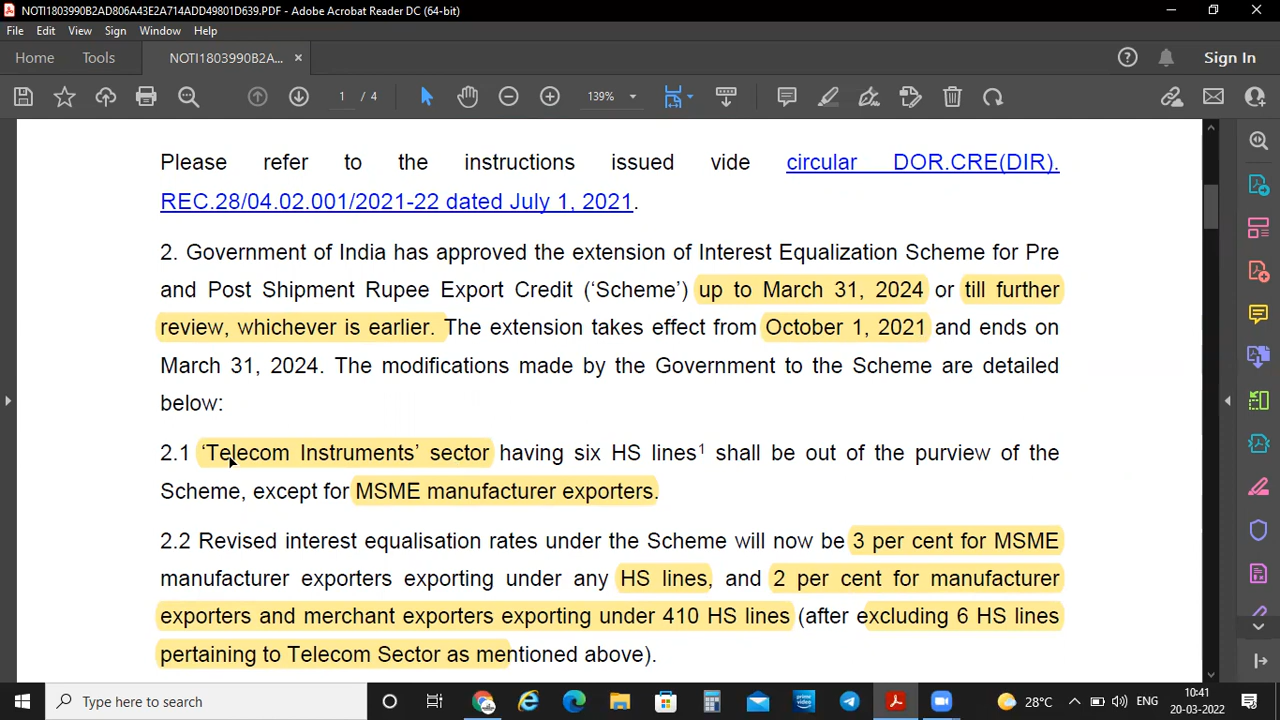 NOTI1803990B2AD806A43E2A714ADD49801D639.PDF - Adobe Acrobat Reader DC (64-bit)
File Edit View Sign Window Help
Home Tools NOTI1803990B2A... × Sign In
1 / 4 139%
Please refer to the instructions issued vide circular DOR.CRE(DIR).
REC.28/04.02.001/2021-22 dated July 1, 2021.
2. Government of India has approved the extension of Interest Equalization Scheme for Pre
and Post Shipment Rupee Export Credit (‘Scheme’) up to March 31, 2024 or till further
review, whichever is earlier. The extension takes effect from October 1, 2021 and ends on
March 31, 2024. The modifications made by the Government to the Scheme are detailed
below:
2.1 ‘Telecom Instruments’ sector having six HS lines¹ shall be out of the purview of the
Scheme, except for MSME manufacturer exporters.
2.2 Revised interest equalisation rates under the Scheme will now be 3 per cent for MSME
manufacturer exporters exporting under any HS lines, and 2 per cent for manufacturer
exporters and merchant exporters exporting under 410 HS lines (after excluding 6 HS lines
pertaining to Telecom Sector as mentioned above).
Type here to search 28°C ENG 10:41
20-03-2022